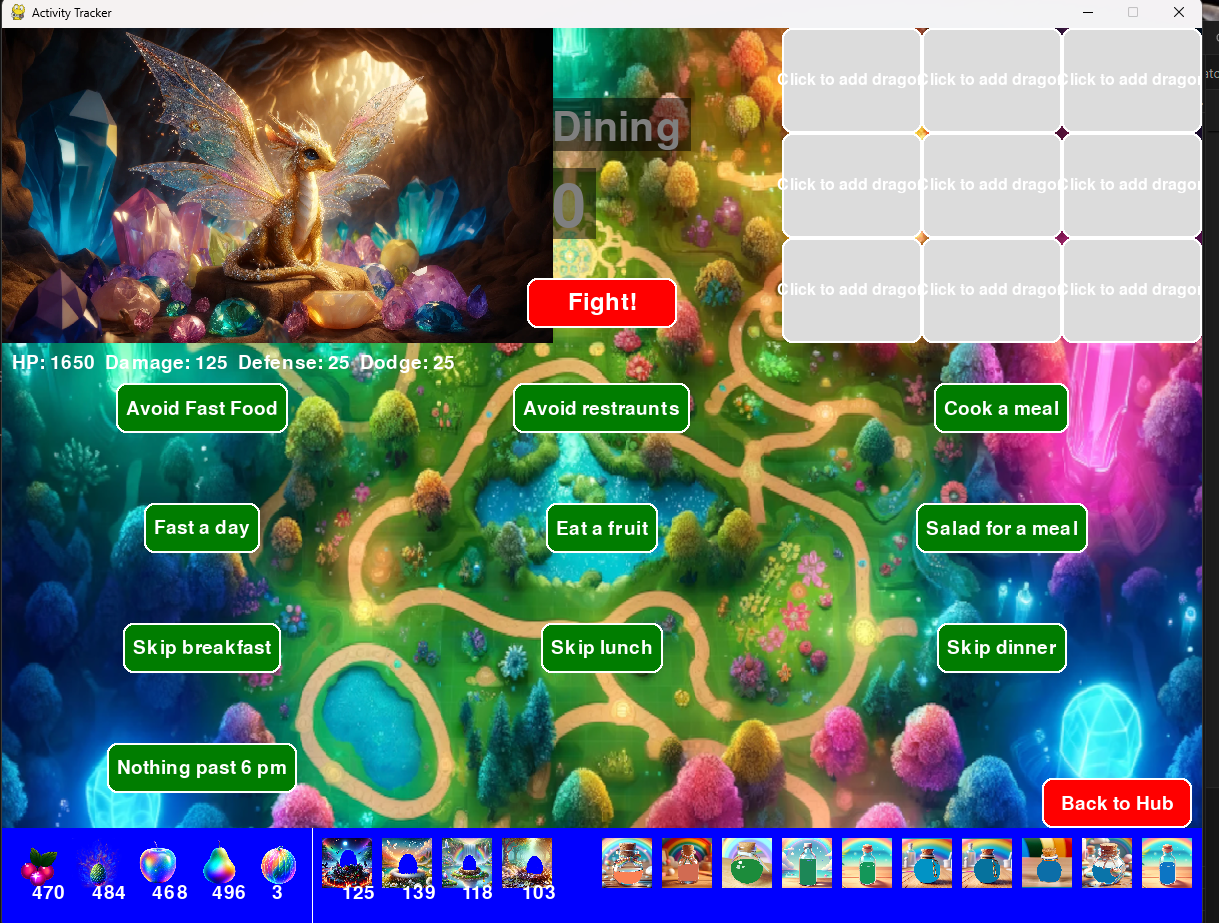 Activity Tracker
Dining
0
Click to add dragon Click to add dragon Click to add dragon
Click to add dragon Click to add dragon Click to add dragon
Click to add dragon Click to add dragon Click to add dragon
Fight!
HP: 1650 Damage: 125 Defense: 25 Dodge: 25
Avoid Fast Food Avoid restraunts Cook a meal
Fast a day Eat a fruit Salad for a meal
Skip breakfast Skip lunch Skip dinner
Nothing past 6 pm
Back to Hub
470 484 468 496 3 125 139 118 103